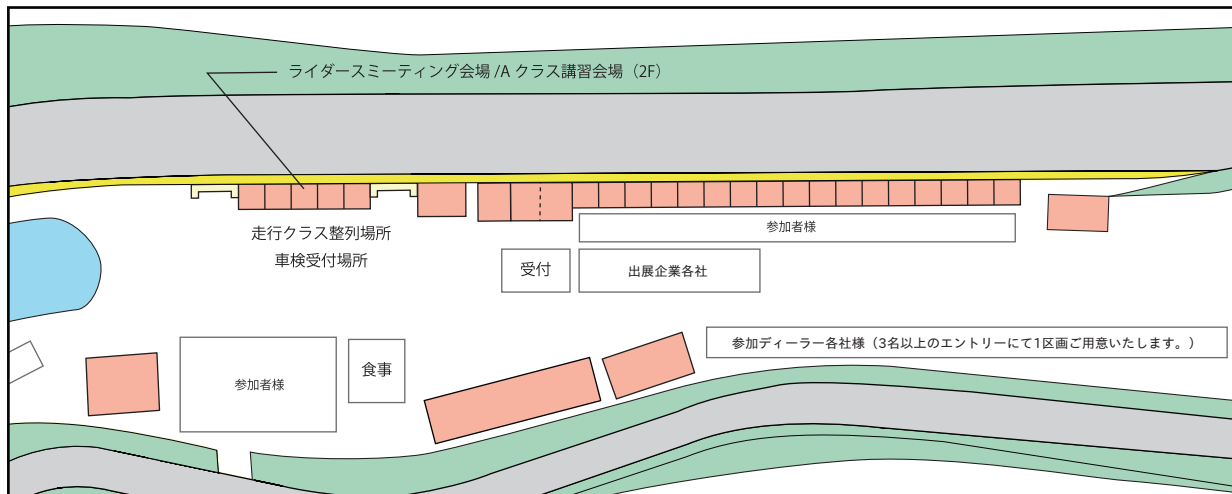 ライダースミーティング会場 /A クラス講習会場（2F）
走行クラス整列場所
車検受付場所
参加者様
受付
出展企業各社
参加ディーラー各社様（3名以上のエントリーにて1区画ご用意いたします。）
参加者様
食事